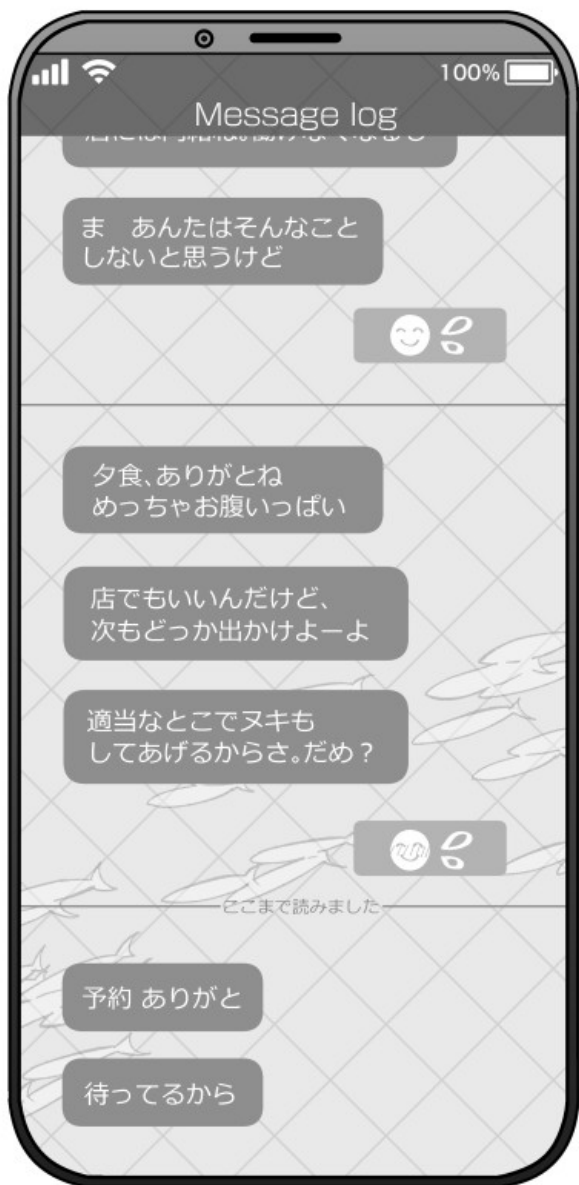 100%
Message log
ま　あんたはそんなこと
しないと思うけど
夕食、ありがとね
めっちゃお腹いっぱい
店でもいいんだけど、
次もどっか出かけよーよ
適当なとこでヌキも
してあげるからさ。だめ？
ここまで読みました
予約 ありがと
待ってるから